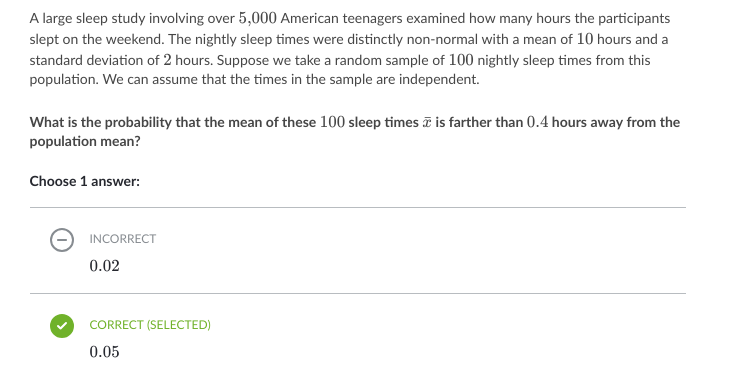 A large sleep study involving over 5,000 American teenagers examined how many hours the participants
slept on the weekend. The nightly sleep times were distinctly non-normal with a mean of 10 hours and a
standard deviation of 2 hours. Suppose we take a random sample of 100 nightly sleep times from this
population. We can assume that the times in the sample are independent.
What is the probability that the mean of these 100 sleep times x̄ is farther than 0.4 hours away from the
population mean?
Choose 1 answer:
INCORRECT
0.02
CORRECT (SELECTED)
0.05